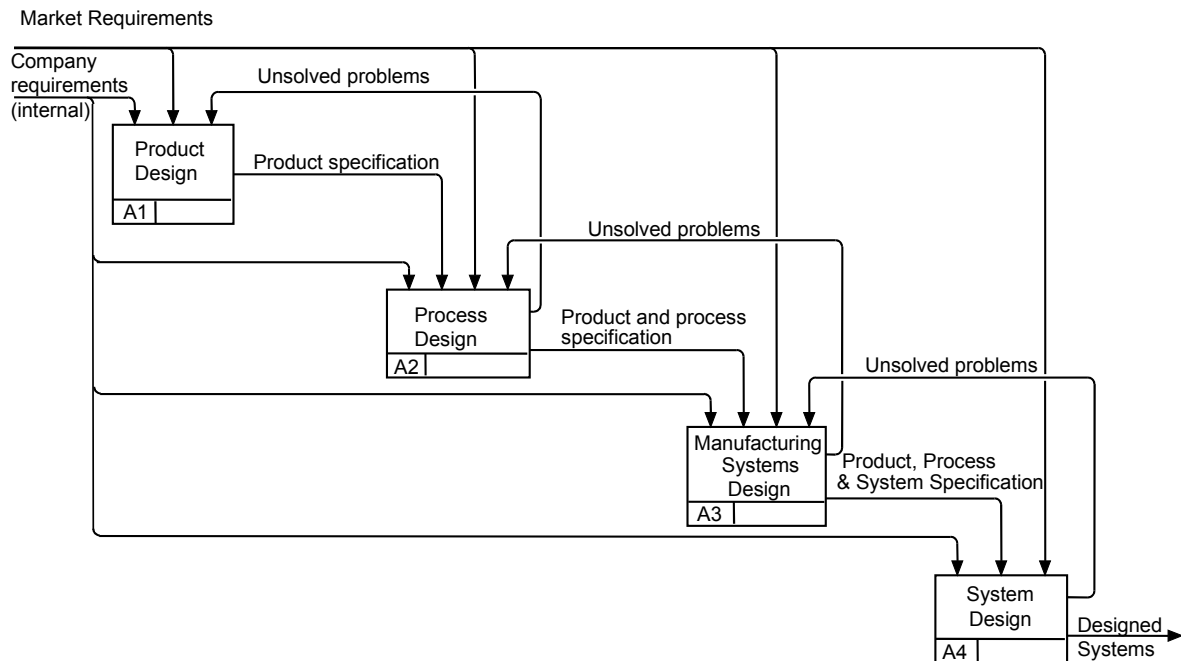 Market Requirements
Company
requirements
(internal)
Unsolved problems
Product
Design
A1
Product specification
Unsolved problems
Process
Design
A2
Product and process
specification
Unsolved problems
Manufacturing
Systems
Design
A3
Product, Process
& System Specification
System
Design
A4
Designed
Systems